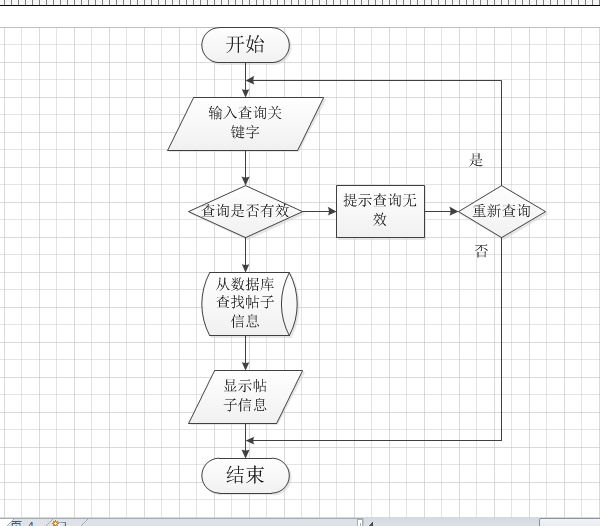 开始
输入查询关
键字
是
查询是否有效
提示查询无
效
重新查询
否
从数据库
查找帖子
信息
显示帖
子信息
结束